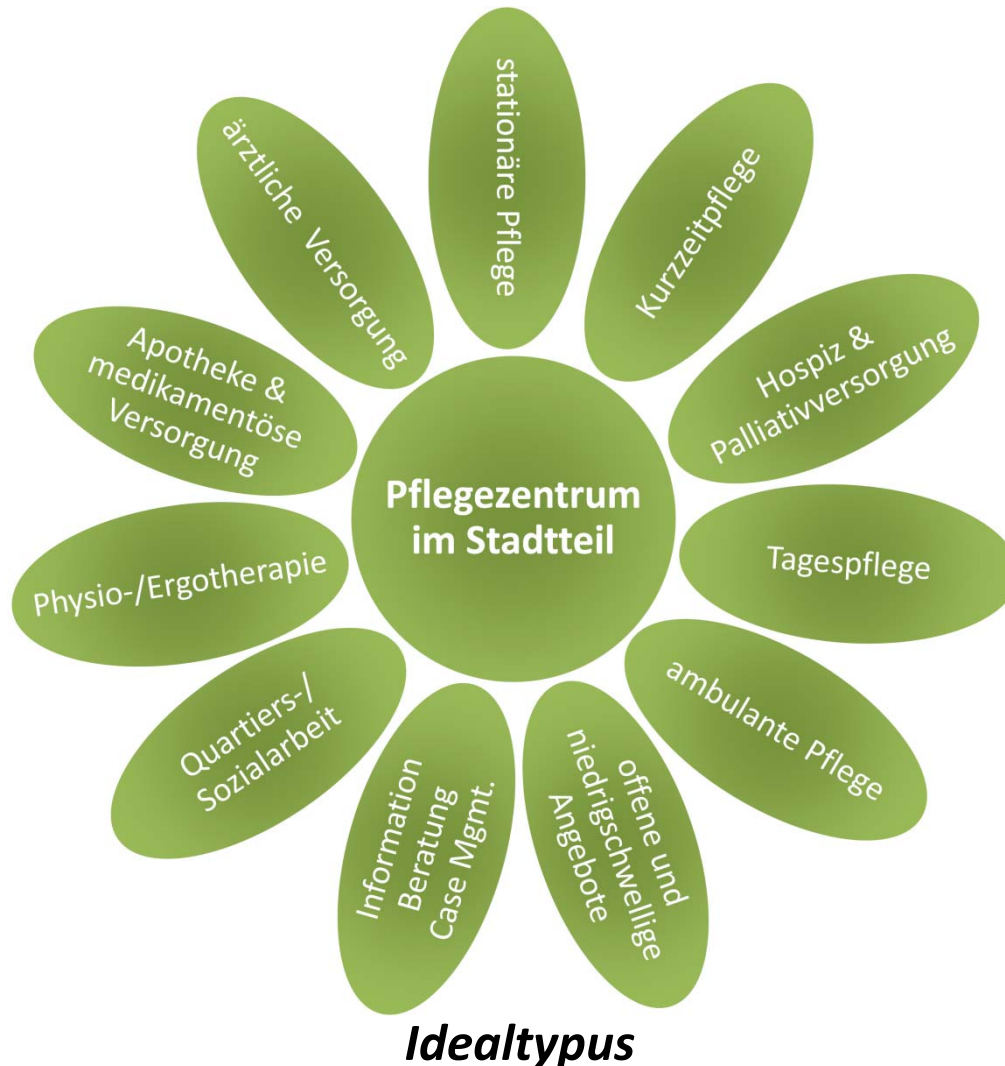 stationäre Pflege
Kurzzeitpflege
Hospiz &
Palliativversorgung
Tagespflege
ambulante Pflege
offene und
niedrigschwellige
Angebote
Information
Beratung
Case Mgmt.
Quartiers-/
Sozialarbeit
Physio-/Ergotherapie
Apotheke &
medikamentöse
Versorgung
ärztliche Versorgung
Pflegezentrum
im Stadtteil
Idealtypus